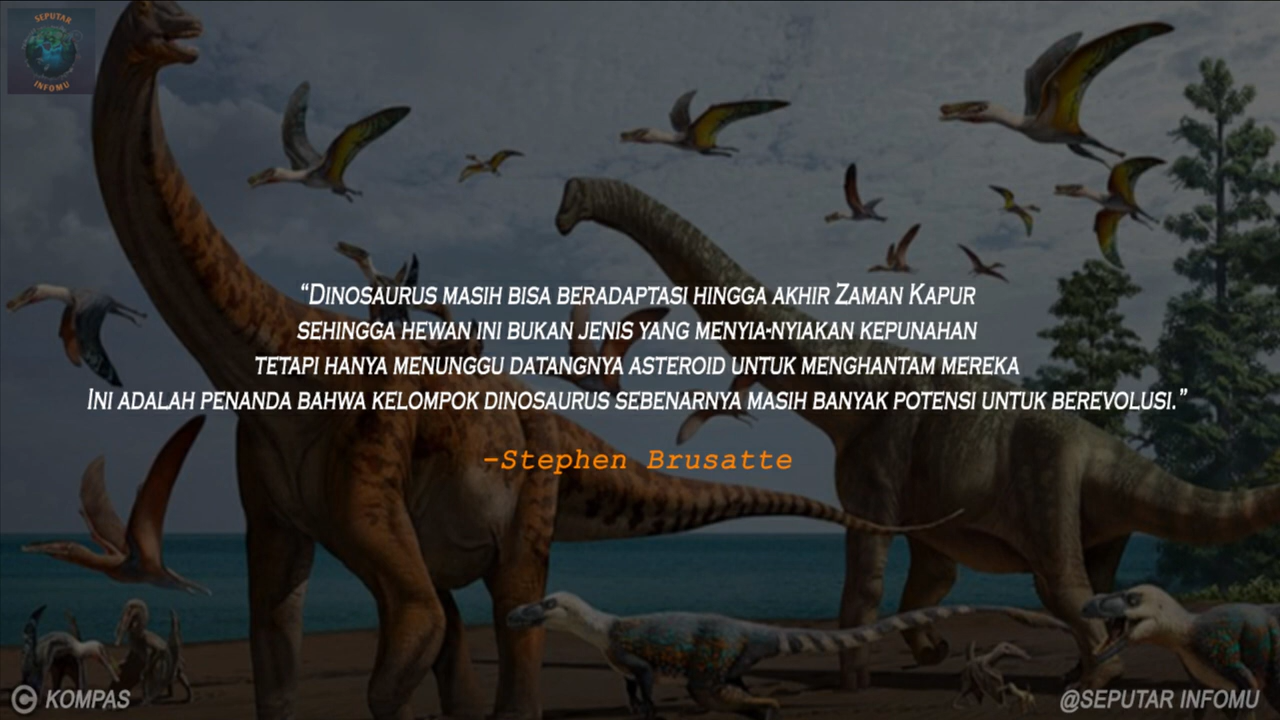 SEPUTAR
INFOMU
“DINOSAURUS MASIH BISA BERADAPTASI HINGGA AKHIR ZAMAN KAPUR
SEHINGGA HEWAN INI BUKAN JENIS YANG MENYIA-NYIAKAN KEPUNAHAN
TETAPI HANYA MENUNGGU DATANGNYA ASTEROID UNTUK MENGHANTAM MEREKA
INI ADALAH PENANDA BAHWA KELOMPOK DINOSAURUS SEBENARNYA MASIH BANYAK POTENSI UNTUK BEREVOLUSI.”
–Stephen Brusatte
© KOMPAS
@SEPUTAR INFOMU